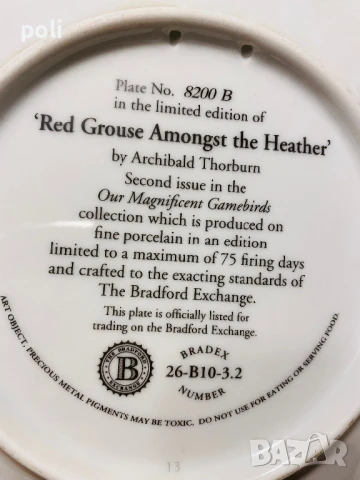 poli
Plate No. 8200 B
in the limited edition of
'Red Grouse Amongst the Heather'
by Archibald Thorburn
Second issue in the
Our Magnificent Gamebirds
collection which is produced on
fine porcelain in an edition
limited to a maximum of 75 firing days
and crafted to the exacting standards of
The Bradford Exchange.
This plate is officially listed for
trading on the Bradford Exchange.
THE BRADFORD
B
EXCHANGE
BRADEX
26-B10-3.2
NUMBER
ART OBJECT, PRECIOUS METAL PIGMENTS MAY BE TOXIC. DO NOT USE FOR EATING OR SERVING FOOD.
13
BAZAR.bg